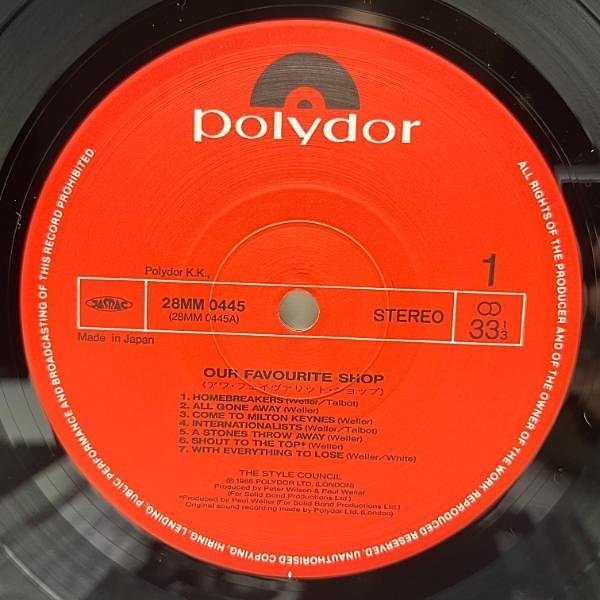 polydor
ALL RIGHTS OF THE PRODUCER AND OF THE OWNER OF THE WORK REPRODUCED RESERVED. UNAUTHORISED COPYING, HIRING, LENDING, PUBLIC PERFORMANCE AND BROADCASTING OF THIS RECORD PROHIBITED.
1
Polydor K.K.,
JASRAC
28MM 0445
(28MM 0445A)
STEREO
33 1/3
Made in Japan
OUR FAVOURITE SHOP
(アワ・フェイヴァリット・ショップ)
1. HOMEBREAKERS (Weller/Talbot)
2. ALL GONE AWAY (Weller)
3. COME TO MILTON KEYNES (Weller)
4. INTERNATIONALISTS (Weller/Talbot)
5. A STONES THROW AWAY (Weller)
6. SHOUT TO THE TOP* (Weller)
7. WITH EVERYTHING TO LOSE (Weller/White)
THE STYLE COUNCIL
Ⓟ 1985 POLYDOR LTD. (LONDON)
Produced by Peter Wilson & Paul Weller
(For Solid Bond Productions Ltd.)
*Produced by Paul Weller (For Solid Bond Productions Ltd.)
Original sound recording made by Polydor Ltd. (London)